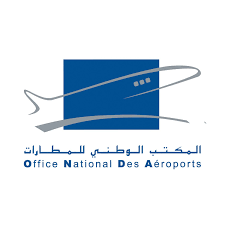 المكتب الوطني للمطارات
Office National Des Aéroports